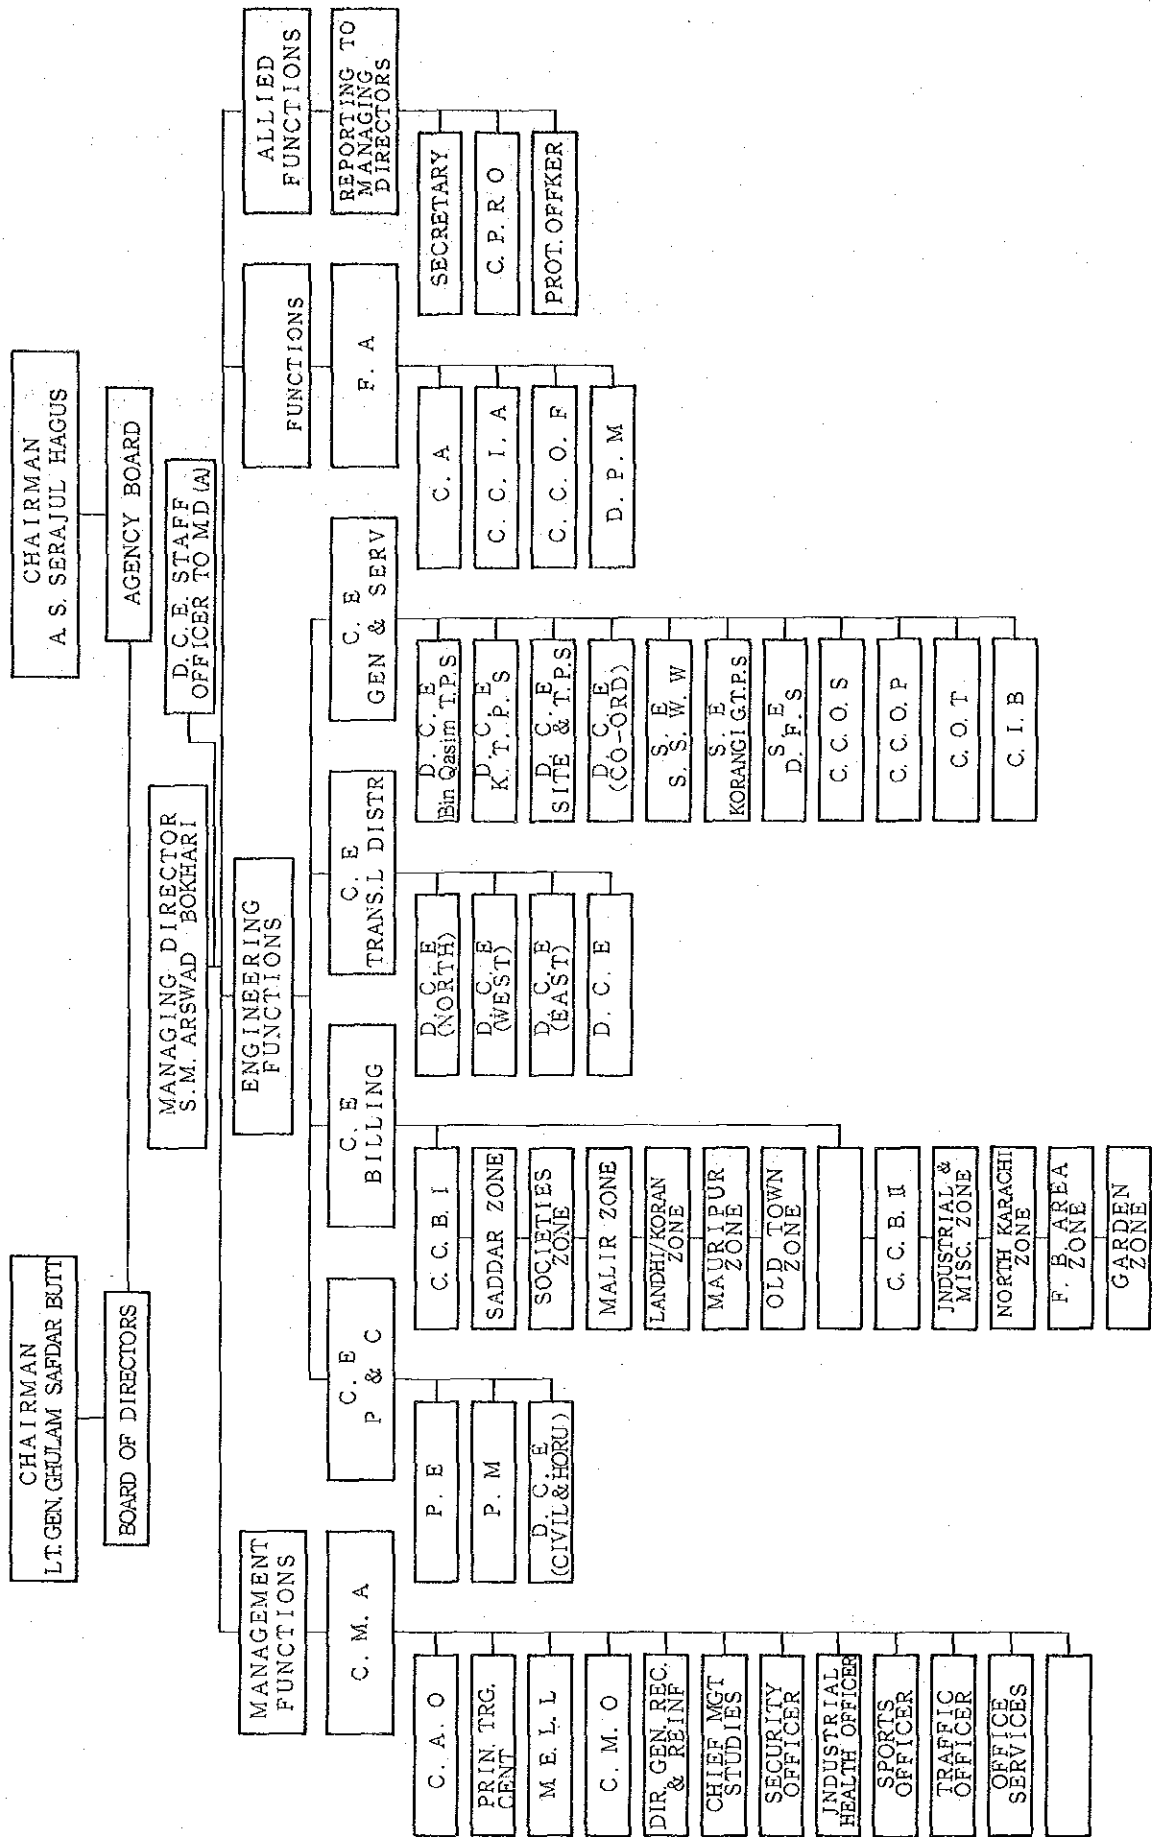 CHAIRMAN
LT. GEN. GHULAM SAFDAR BUTT
BOARD OF DIRECTORS
CHAIRMAN
A. S. SERAJUL HAGUS
AGENCY BOARD
MANAGING DIRECTOR
S.M. ARSWAD BOKHARI
D.C.E. STAFF
OFFICER TO MD (A)
MANAGEMENT
FUNCTIONS
C. M. A
C. A. O
PRIN. TRG.
CENT
M E. L L
C. M. O
DIR. GEN. REC.
& REINF
CHIEF MGT
STUDIES
SECURITY
OFFICER
INDUSTRIAL
HEALTH OFFICER
SPORTS
OFFICER
TRAFFIC
OFFICER
OFFICE
SERVICES
ENGINEERING
FUNCTIONS
C. E
P & C
P. E
P. M
D. C. E
(CIVIL & HORU)
C. E
BILLING
C. C. B. I
SADDAR ZONE
SOCIETIES
ZONE
MALIR ZONE
LANDHI/KORAN
ZONE
MAURIPUR
ZONE
OLD TOWN
ZONE
C. C. B. II
INDUSTRIAL &
MISC. ZONE
NORTH KARACHI
ZONE
F. B. AREA
ZONE
GARDEN
ZONE
C. E
TRANS.L DISTR
D. C. E
(NORTH)
D. C. E
(WEST)
D. C. E
(EAST)
D. C. E
C. E
GEN & SERV
D. C. E
Bin Qasim T.P.S
D. C. E
K. T. P. S
D. C. E
SITE & T.P.S
D. C. E
(CO-ORD)
S. E
S. S. W. W
S. E
KORANGI G.T.P.S
S E
D. F. S
C. C. O. S
C. C. O. P
C. O. T
C. I. B
FUNCTIONS
F. A
C. A
C. C. I. A
C. C. O. F
D. P. M
ALLIED
FUNCTIONS
REPORTING TO
MANAGING
DIRECTORS
SECRETARY
C. P. R O
PROT. OFFKER